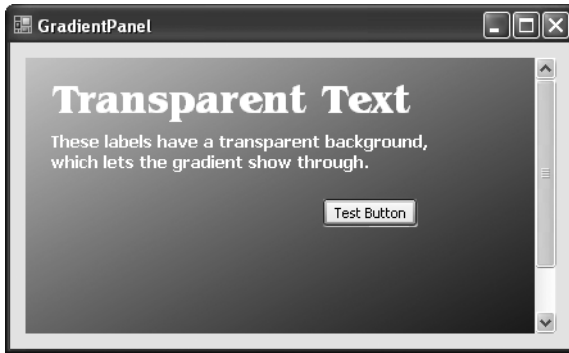 GradientPanel
Transparent Text
These labels have a transparent background,
which lets the gradient show through.
Test Button